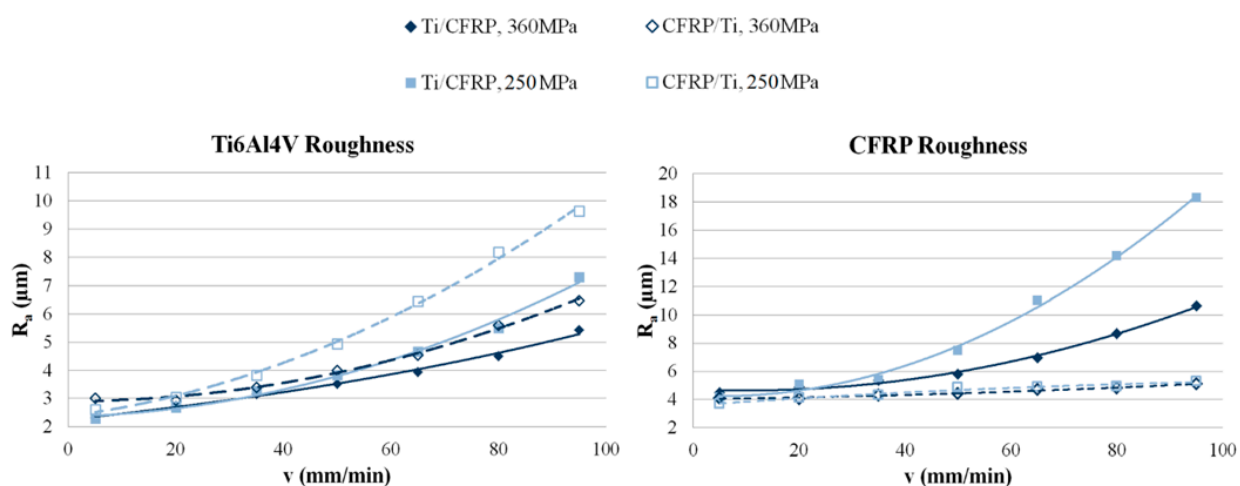 Ti/CFRP, 360MPa CFRP/Ti, 360MPa
Ti/CFRP, 250MPa CFRP/Ti, 250MPa
Ti6Al4V Roughness
11
10
9
8
7
6
5
4
3
2
Ra (µm)
0 20 40 60 80 100
v (mm/min)
CFRP Roughness
20
18
16
14
12
10
8
6
4
2
Ra (µm)
0 20 40 60 80 100
v (mm/min)